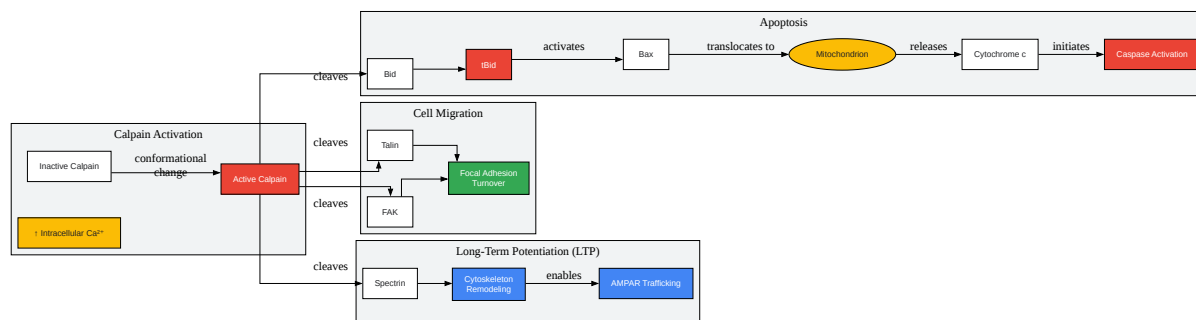 Apoptosis
cleaves
Bid
tBid
activates
Bax
translocates to
Mitochondrion
releases
Cytochrome c
initiates
Caspase Activation
Cell Migration
Calpain Activation
Inactive Calpain
conformational
change
Active Calpain
↑ Intracellular Ca²⁺
cleaves
Talin
Focal Adhesion
Turnover
cleaves
FAK
Long-Term Potentiation (LTP)
cleaves
Spectrin
Cytoskeleton
Remodeling
enables
AMPAR Trafficking